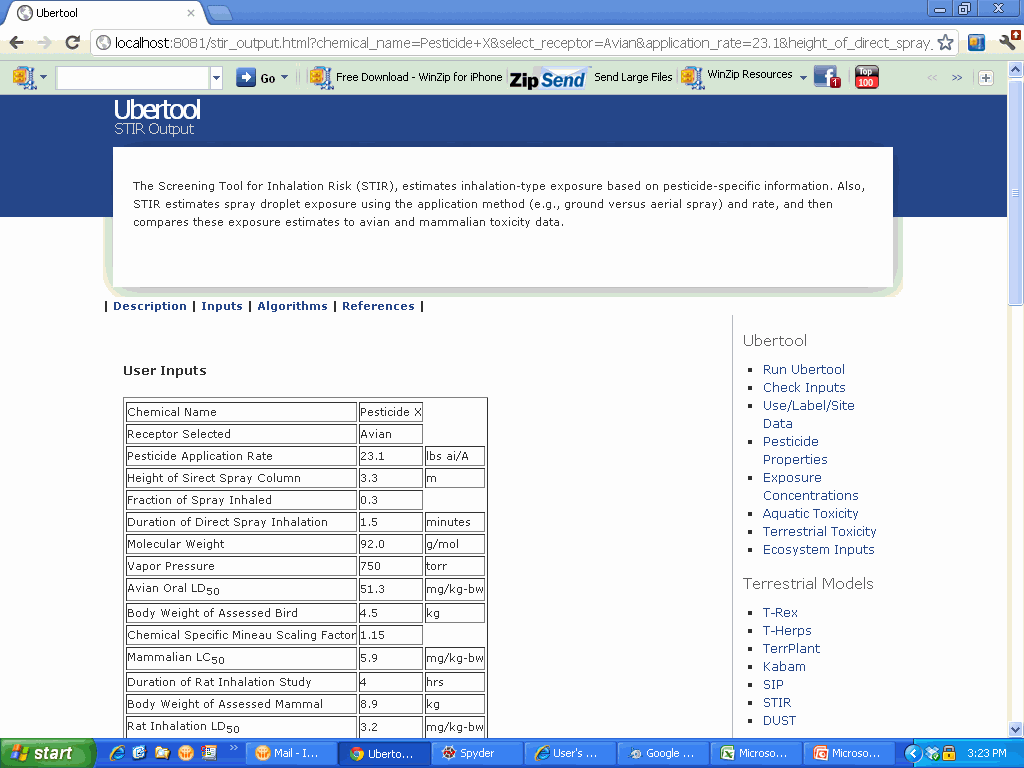 Ubertool
localhost:8081/stir_output.html?chemical_name=Pesticide+X&select_receptor=Avian&application_rate=23.1&height_of_direct_spray_
Go
Free Download - WinZip for iPhone
ZipSend
Send Large Files
WinZip Resources
1
Top
100
Ubertool
STIR Output
The Screening Tool for Inhalation Risk (STIR), estimates inhalation-type exposure based on pesticide-specific information. Also,
STIR estimates spray droplet exposure using the application method (e.g., ground versus aerial spray) and rate, and then
compares these exposure estimates to avian and mammalian toxicity data.
| Description | Inputs | Algorithms | References |
User Inputs
Chemical Name Pesticide X
Receptor Selected Avian
Pesticide Application Rate 23.1 lbs ai/A
Height of Sirect Spray Column 3.3 m
Fraction of Spray Inhaled 0.3
Duration of Direct Spray Inhalation 1.5 minutes
Molecular Weight 92.0 g/mol
Vapor Pressure 750 torr
Avian Oral LD50 51.3 mg/kg-bw
Body Weight of Assessed Bird 4.5 kg
Chemical Specific Mineau Scaling Factor 1.15
Mammalian LC50 5.9 mg/kg-bw
Duration of Rat Inhalation Study 4 hrs
Body Weight of Assessed Mammal 8.9 kg
Rat Inhalation LD50 3.2 mg/kg-bw
Ubertool
Run Ubertool
Check Inputs
Use/Label/Site
Data
Pesticide
Properties
Exposure
Concentrations
Aquatic Toxicity
Terrestrial Toxicity
Ecosystem Inputs
Terrestrial Models
T-Rex
T-Herps
TerrPlant
Kabam
SIP
STIR
DUST
start
Mail - I...
Uberto...
Spyder
User's ...
Google ...
Microso...
Microso...
3:23 PM